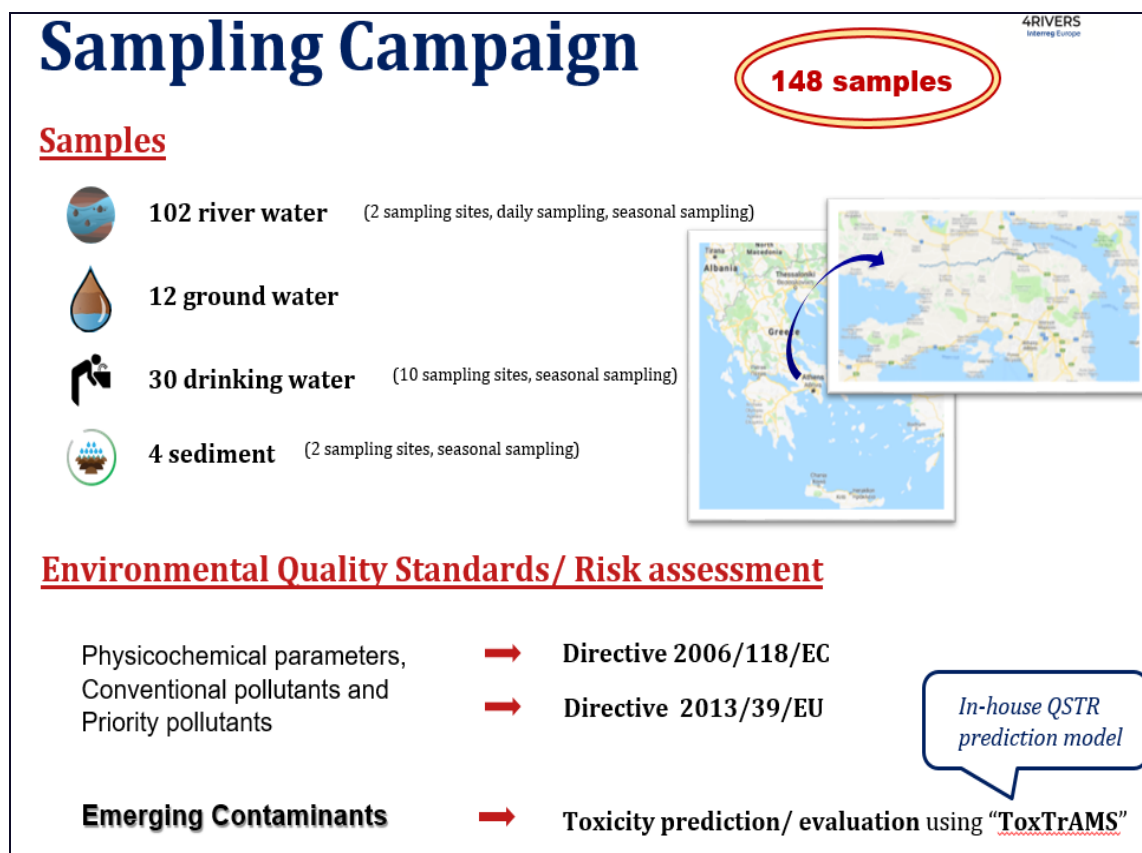 Sampling Campaign
4RIVERS
Interreg Europe
148 samples
Samples
102 river water (2 sampling sites, daily sampling, seasonal sampling)
12 ground water
30 drinking water (10 sampling sites, seasonal sampling)
4 sediment (2 sampling sites, seasonal sampling)
Tirana
North
Macedonia
Albania
Thessaloniki
Greece
Athens
Environmental Quality Standards/ Risk assessment
Physicochemical parameters,
Conventional pollutants and
Priority pollutants
Directive 2006/118/EC
Directive 2013/39/EU
In-house QSTR
prediction model
Emerging Contaminants
Toxicity prediction/ evaluation using “ToxTrAMS”